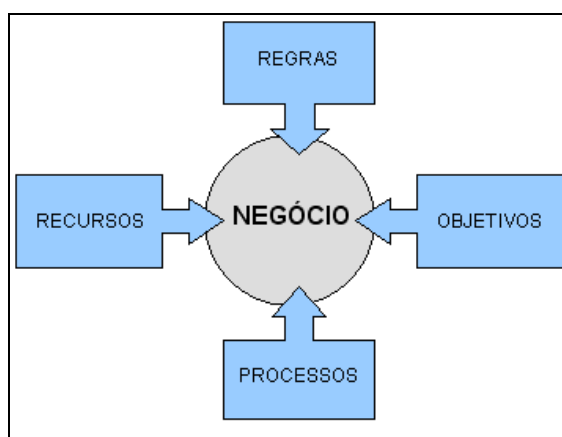 REGRAS
RECURSOS
NEGÓCIO
OBJETIVOS
PROCESSOS